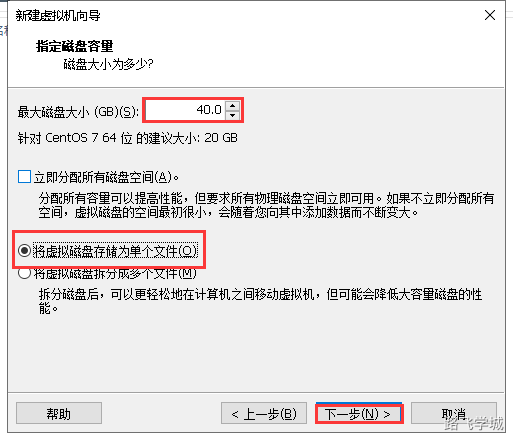 新建虚拟机向导
指定磁盘容量
磁盘大小为多少?
最大磁盘大小 (GB)(S): 40.0
针对 CentOS 7 64 位 的建议大小: 20 GB
立即分配所有磁盘空间(A)。
分配所有容量可以提高性能，但要求所有物理磁盘空间立即可用。如果不立即分配所有
空间，虚拟磁盘的空间最初很小，会随着您向其中添加数据而不断变大。
将虚拟磁盘存储为单个文件(O)
将虚拟磁盘拆分成多个文件(M)
拆分磁盘后，可以更轻松地在计算机之间移动虚拟机，但可能会降低大容量磁盘的性
能。
帮助 < 上一步(B) 下一步(N) > 取消
路飞学城